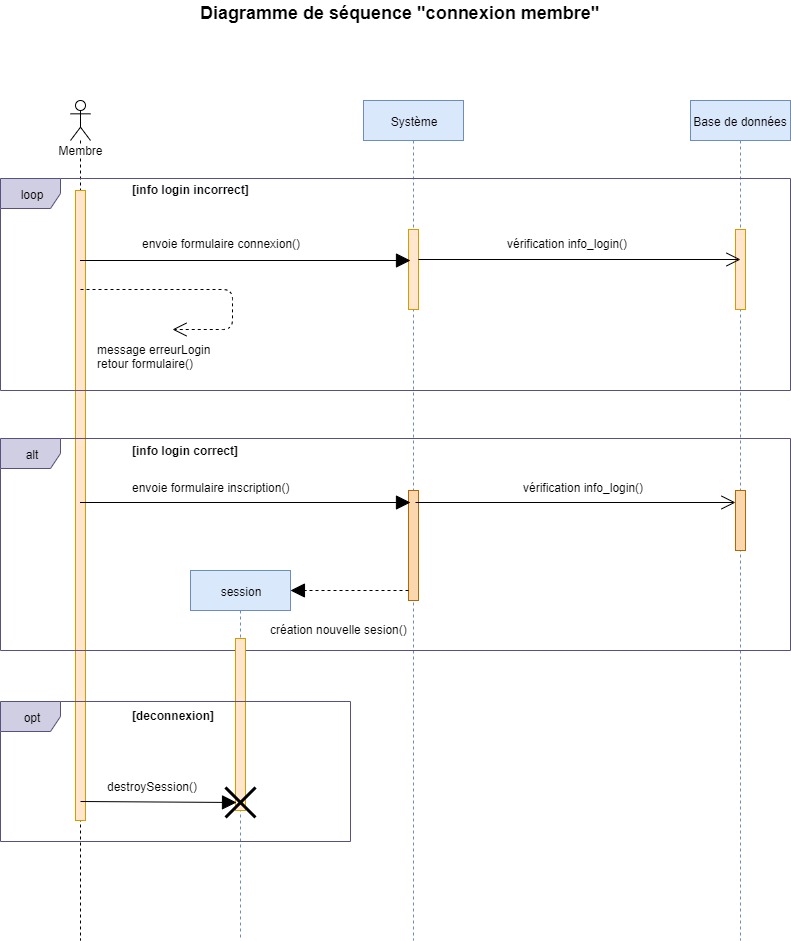 Diagramme de séquence "connexion membre"
Système
Base de données
Membre
loop
[info login incorrect]
envoie formulaire connexion()
vérification info_login()
message erreurLogin
retour formulaire()
alt
[info login correct]
envoie formulaire inscription()
vérification info_login()
session
création nouvelle sesion()
opt
[deconnexion]
destroySession()